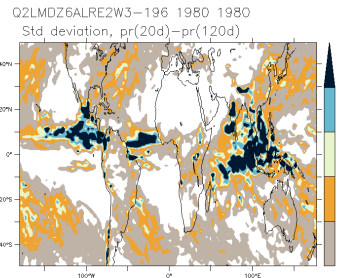 Q2LMDZ6ALRE2W3-196 1980 1980
Std deviation, pr(20d)-pr(120d)
40°N
20°N
0°
20°S
40°S
100°W 0° 100°E